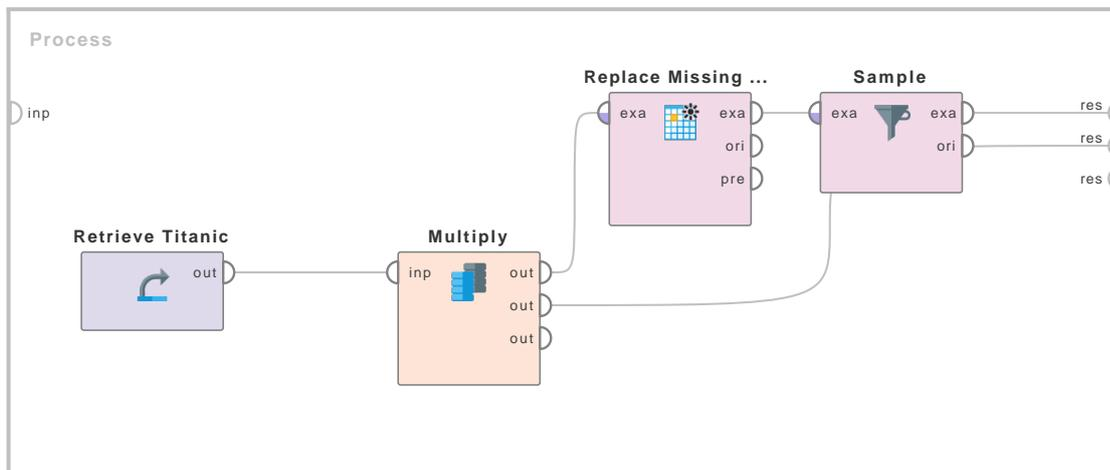 Process
inp
Replace Missing ...
exa
exa
ori
pre
Sample
exa
exa
ori
res
res
res
Retrieve Titanic
out
Multiply
inp
out
out
out